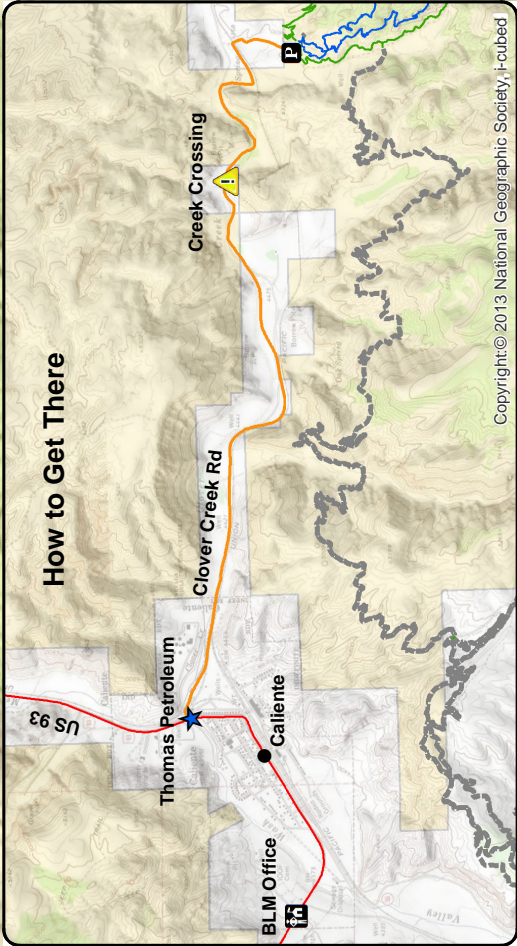 How to Get There
US 93
Thomas Petroleum
Clover Creek Rd
Creek Crossing
P
Caliente
BLM Office
Copyright:© 2013 National Geographic Society, i-cubed